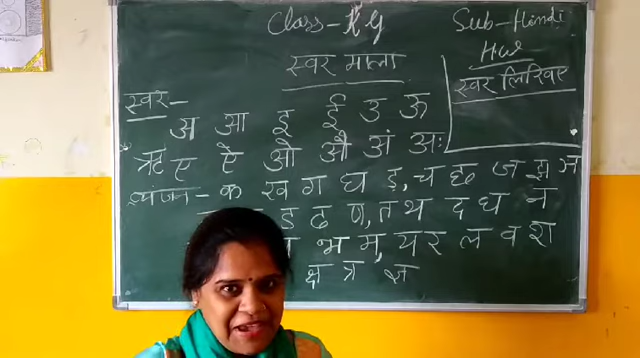 Class - KG
Sub - Hindi
H.W
स्वर लिखिए
स्वर माला
स्वर -
अ आ इ ई उ ऊ
ऋ ए ऐ ओ औ अं अः
व्यंजन - क ख ग घ ङ, च छ ज झ ञ
ड ढ ण, त थ द ध न
भ म, य र ल व श
क्ष त्र ज्ञ